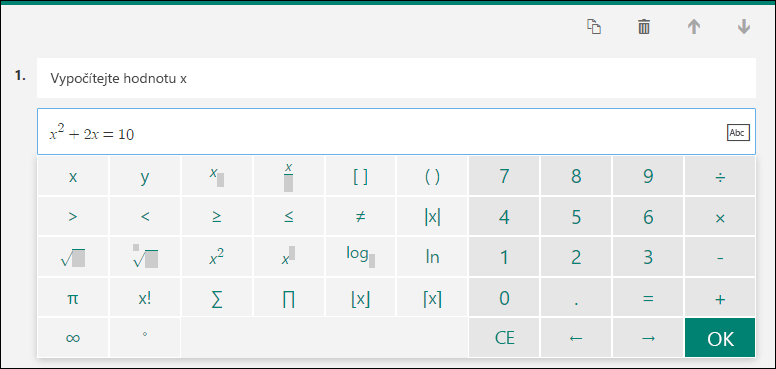 1. Vypočítejte hodnotu x
x² + 2x = 10
Abc
x y x x [ ] ( ) 7 8 9 ÷
> < ≥ ≤ ≠ |x| 4 5 6 ×
√ √ x² x log ln 1 2 3 -
π x! ∑ ∏ ⌊x⌋ ⌈x⌉ 0 . = +
∞ ° CE ← → OK